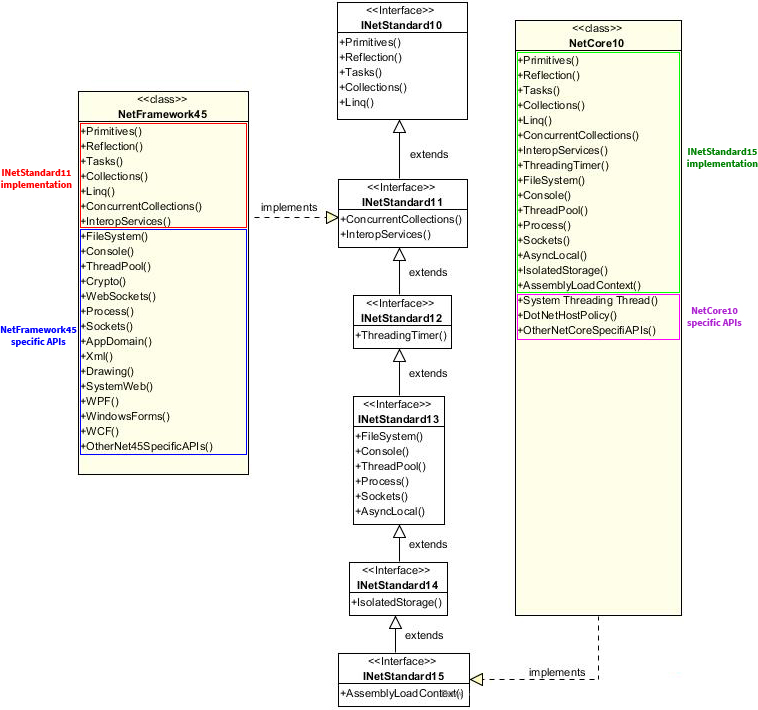 <<Interface>>
INetStandard10
+Primitives()
+Reflection()
+Tasks()
+Collections()
+Linq()
extends
<<Interface>>
INetStandard11
+ConcurrentCollections()
+InteropServices()
extends
<<Interface>>
INetStandard12
+ThreadingTimer()
extends
<<Interface>>
INetStandard13
+FileSystem()
+Console()
+ThreadPool()
+Process()
+Sockets()
+AsyncLocal()
extends
<<Interface>>
INetStandard14
+IsolatedStorage()
extends
<<Interface>>
INetStandard15
+AssemblyLoadContext()
<<class>>
NetFramework45
+Primitives()
+Reflection()
+Tasks()
+Collections()
+Linq()
+ConcurrentCollections()
+InteropServices()
+FileSystem()
+Console()
+ThreadPool()
+Crypto()
+WebSockets()
+Process()
+Sockets()
+AppDomain()
+Xml()
+Drawing()
+SystemWeb()
+WPF()
+WindowsForms()
+WCF()
+OtherNet45SpecificAPIs()
INetStandard11
implementation
NetFramework45
specific APIs
implements
<<class>>
NetCore10
+Primitives()
+Reflection()
+Tasks()
+Collections()
+Linq()
+ConcurrentCollections()
+InteropServices()
+ThreadingTimer()
+FileSystem()
+Console()
+ThreadPool()
+Process()
+Sockets()
+AsyncLocal()
+IsolatedStorage()
+AssemblyLoadContext()
+System Threading Thread()
+DotNetHostPolicy()
+OtherNetCoreSpecifiAPIs()
INetStandard15
implementation
NetCore10
specific APIs
implements